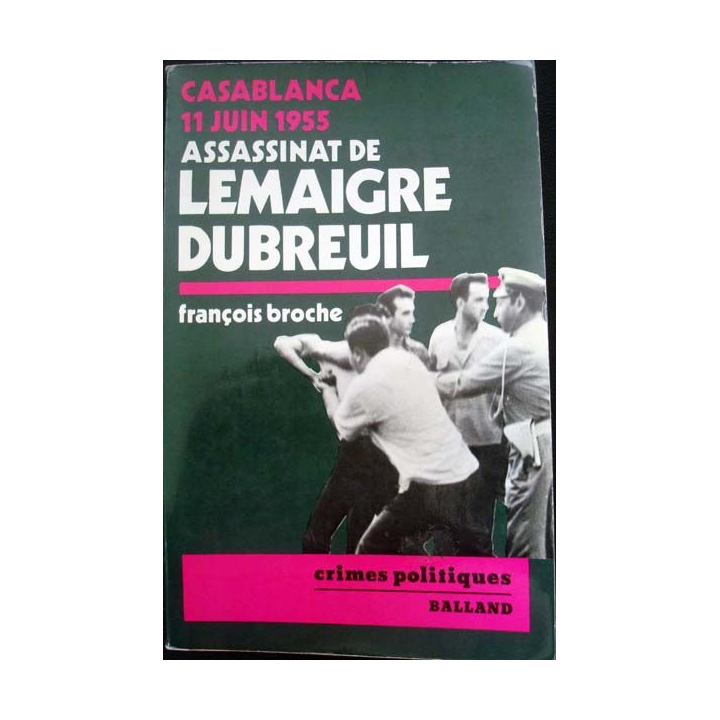 CASABLANCA
11 JUIN 1955
ASSASSINAT DE
LEMAIGRE
DUBREUIL
françois broche
crimes politiques
BALLAND